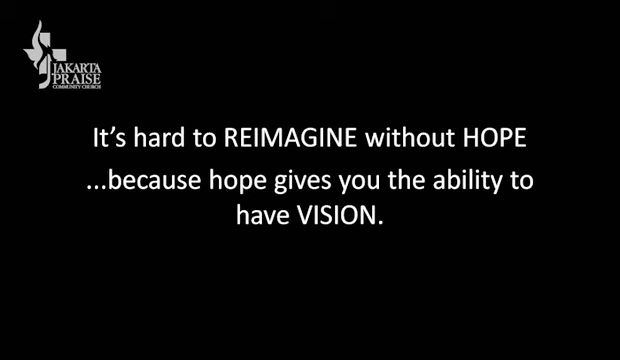 JAKARTA
PRAISE
COMMUNITY CHURCH
It's hard to REIMAGINE without HOPE
...because hope gives you the ability to
have VISION.